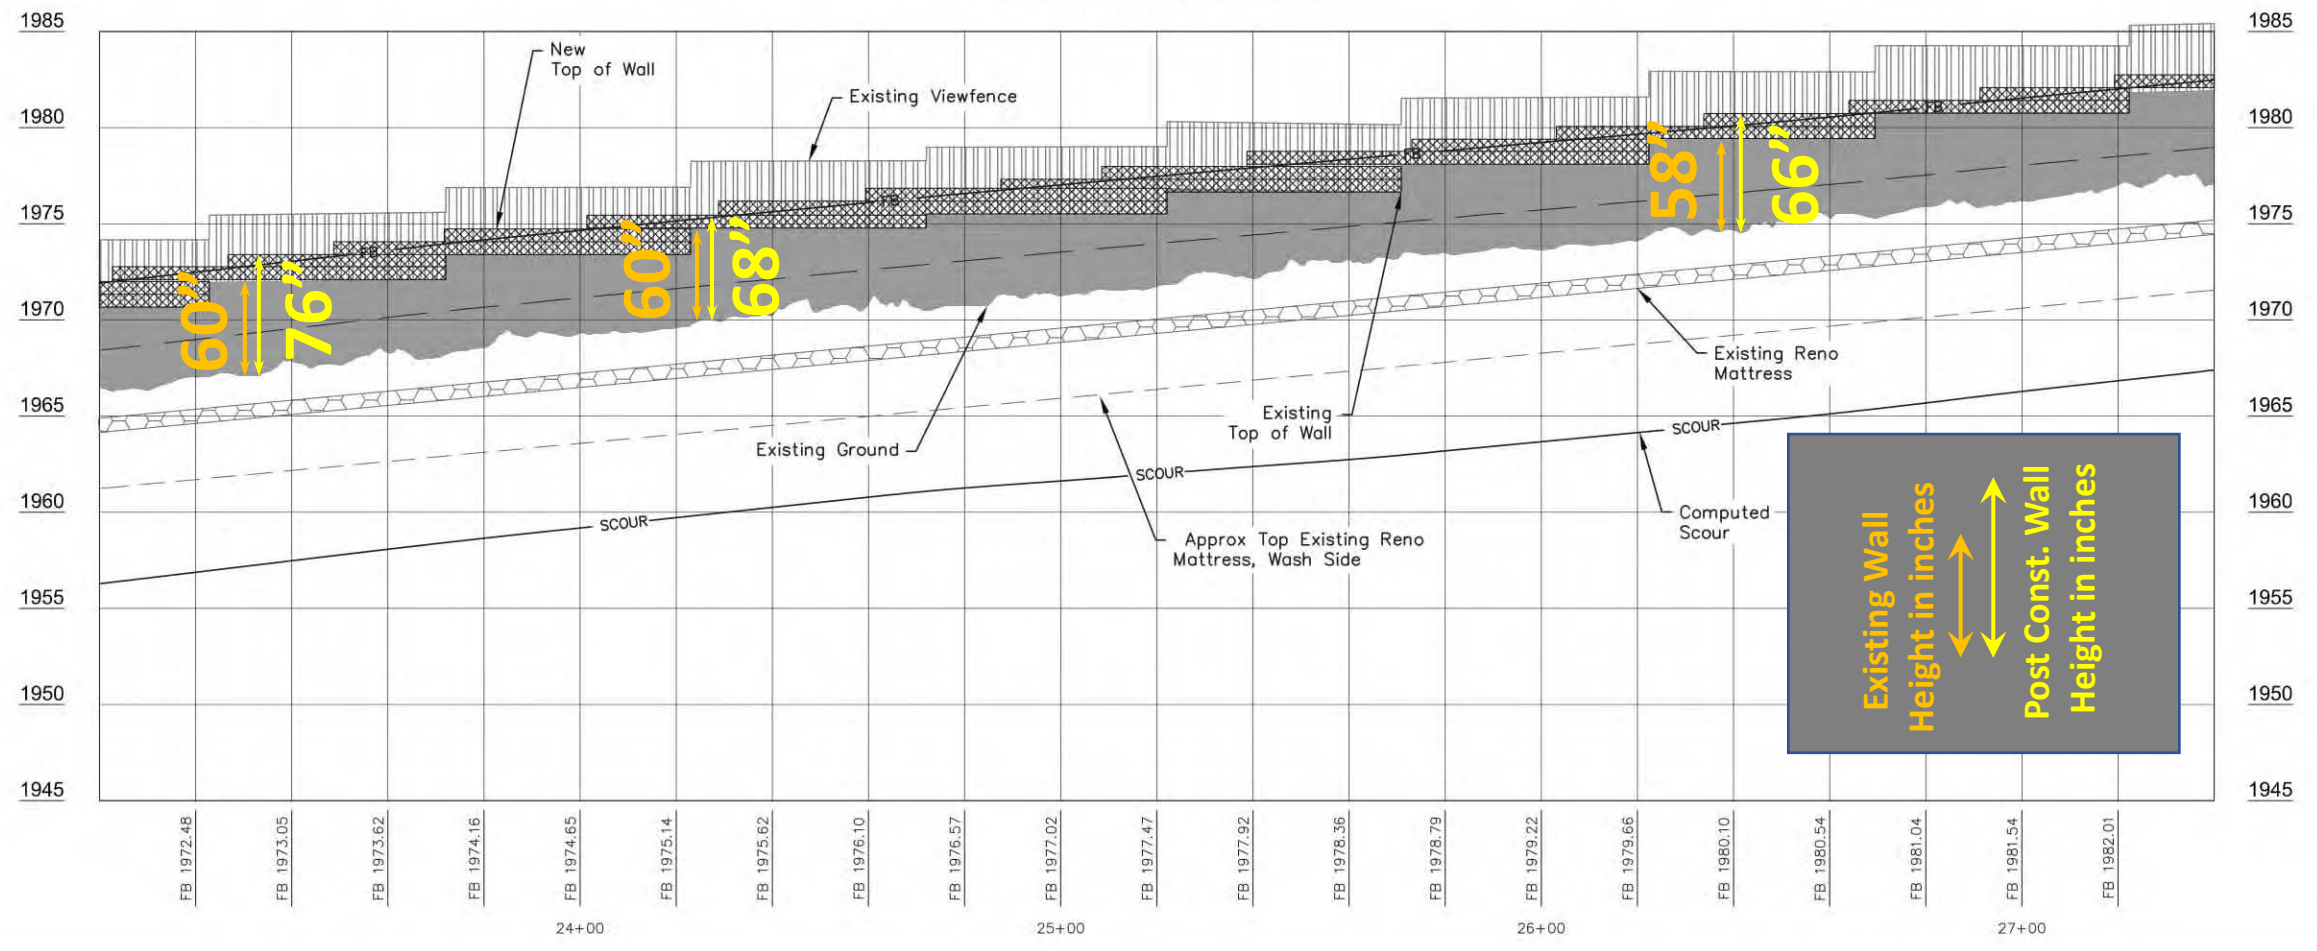 1985
1985
New
Top of Wall
Existing Viewfence
1980
1980
FB
FB
FB
FB
1975
1975
60”
76”
60”
68”
58”
66”
1970
1970
Existing Reno
Mattress
1965
1965
Existing
Top of Wall
Existing Ground
SCOUR
SCOUR
SCOUR
1960
1960
Computed
Scour
Approx Top Existing Reno
Mattress, Wash Side
Existing Wall
Height in inches
Post Const. Wall
Height in inches
1955
1955
1950
1950
1945
1945
FB 1972.48
FB 1973.05
FB 1973.62
FB 1974.16
FB 1974.65
FB 1975.14
FB 1975.62
FB 1976.10
FB 1976.57
FB 1977.02
FB 1977.47
FB 1977.92
FB 1978.36
FB 1978.79
FB 1979.22
FB 1979.66
FB 1980.10
FB 1980.54
FB 1981.04
FB 1981.54
FB 1982.01
24+00
25+00
26+00
27+00